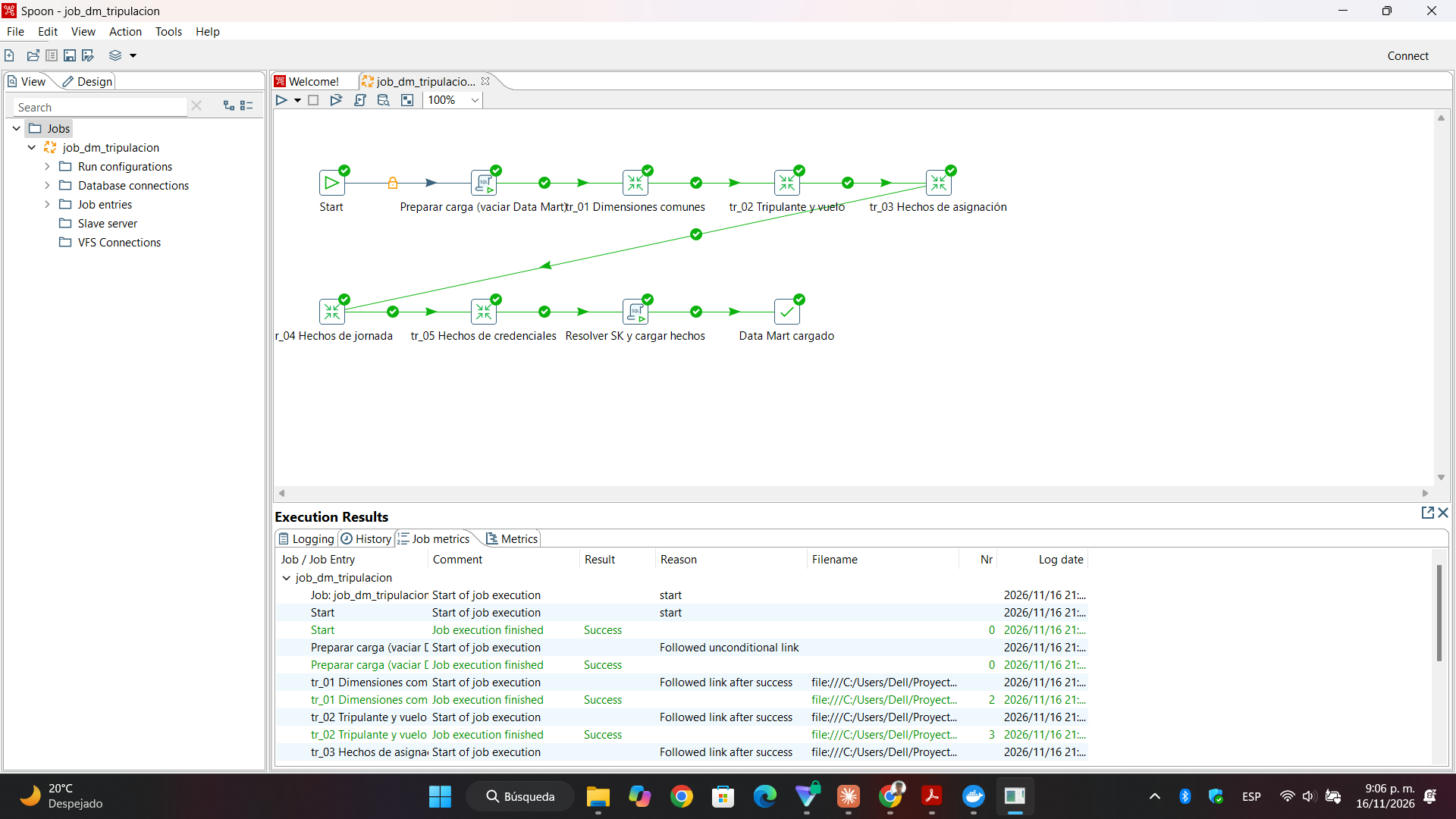 Spoon - job_dm_tripulacion
File Edit View Action Tools Help
Connect
View Design
Search
Jobs
job_dm_tripulacion
Run configurations
Database connections
Job entries
Slave server
VFS Connections
Welcome! job_dm_tripulacio...
100%
Start Preparar carga (vaciar Data Mart) tr_01 Dimensiones comunes tr_02 Tripulante y vuelo tr_03 Hechos de asignación
r_04 Hechos de jornada tr_05 Hechos de credenciales Resolver SK y cargar hechos Data Mart cargado
Execution Results
Logging History Job metrics Metrics
Job / Job Entry Comment Result Reason Filename Nr Log date
job_dm_tripulacion
Job: job_dm_tripulacion Start of job execution start 2026/11/16 21:...
Start Start of job execution start 2026/11/16 21:...
Start Job execution finished Success 0 2026/11/16 21:...
Preparar carga (vaciar D Start of job execution Followed unconditional link 2026/11/16 21:...
Preparar carga (vaciar D Job execution finished Success 0 2026/11/16 21:...
tr_01 Dimensiones com Start of job execution Followed link after success file:///C:/Users/Dell/Proyect... 2026/11/16 21:...
tr_01 Dimensiones com Job execution finished Success file:///C:/Users/Dell/Proyect... 2 2026/11/16 21:...
tr_02 Tripulante y vuelo Start of job execution Followed link after success file:///C:/Users/Dell/Proyect... 2026/11/16 21:...
tr_02 Tripulante y vuelo Job execution finished Success file:///C:/Users/Dell/Proyect... 3 2026/11/16 21:...
tr_03 Hechos de asigna Start of job execution Followed link after success file:///C:/Users/Dell/Proyect... 2026/11/16 21:...
20°C
Despejado
Búsqueda
ESP
9:06 p. m.
16/11/2026